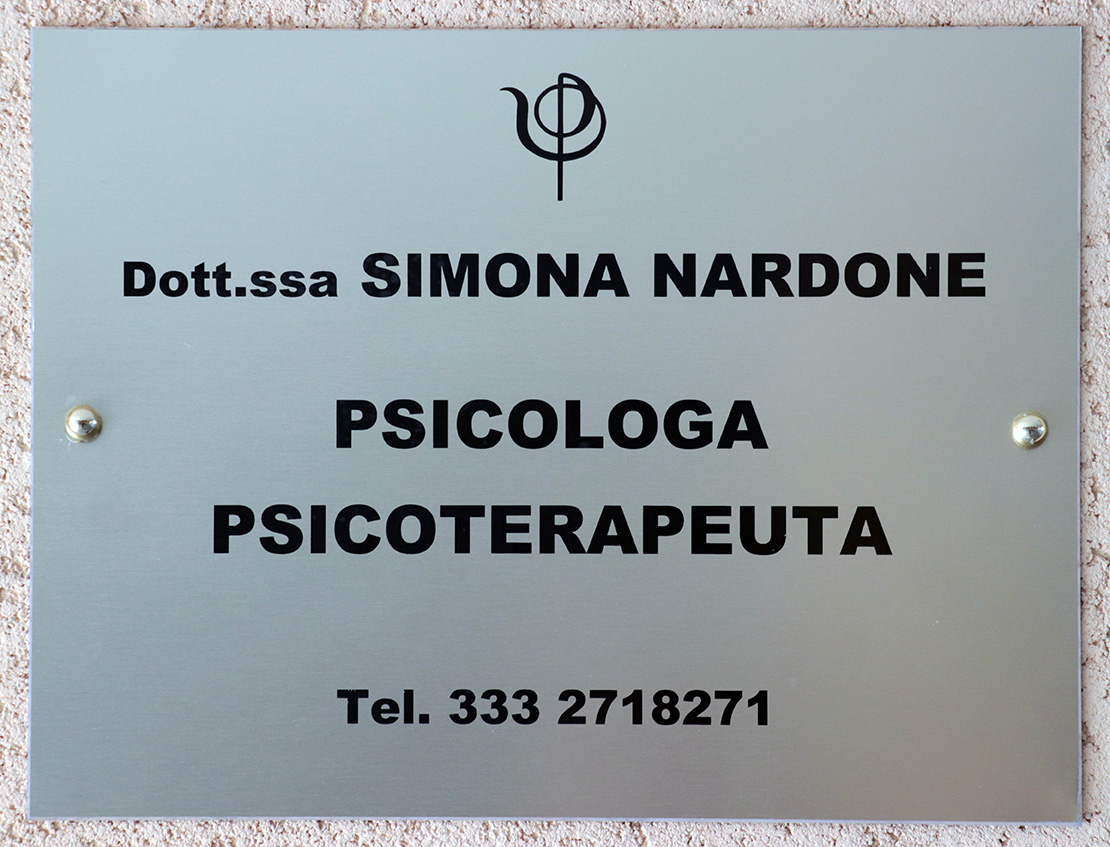 Dott.ssa SIMONA NARDONE
PSICOLOGA
PSICOTERAPEUTA
Tel. 333 2718271